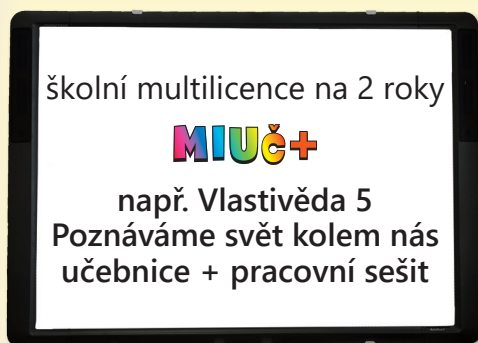 školní multilicence na 2 roky
MIUč+
např. Vlastivěda 5
Poznáváme svět kolem nás
učebnice + pracovní sešit